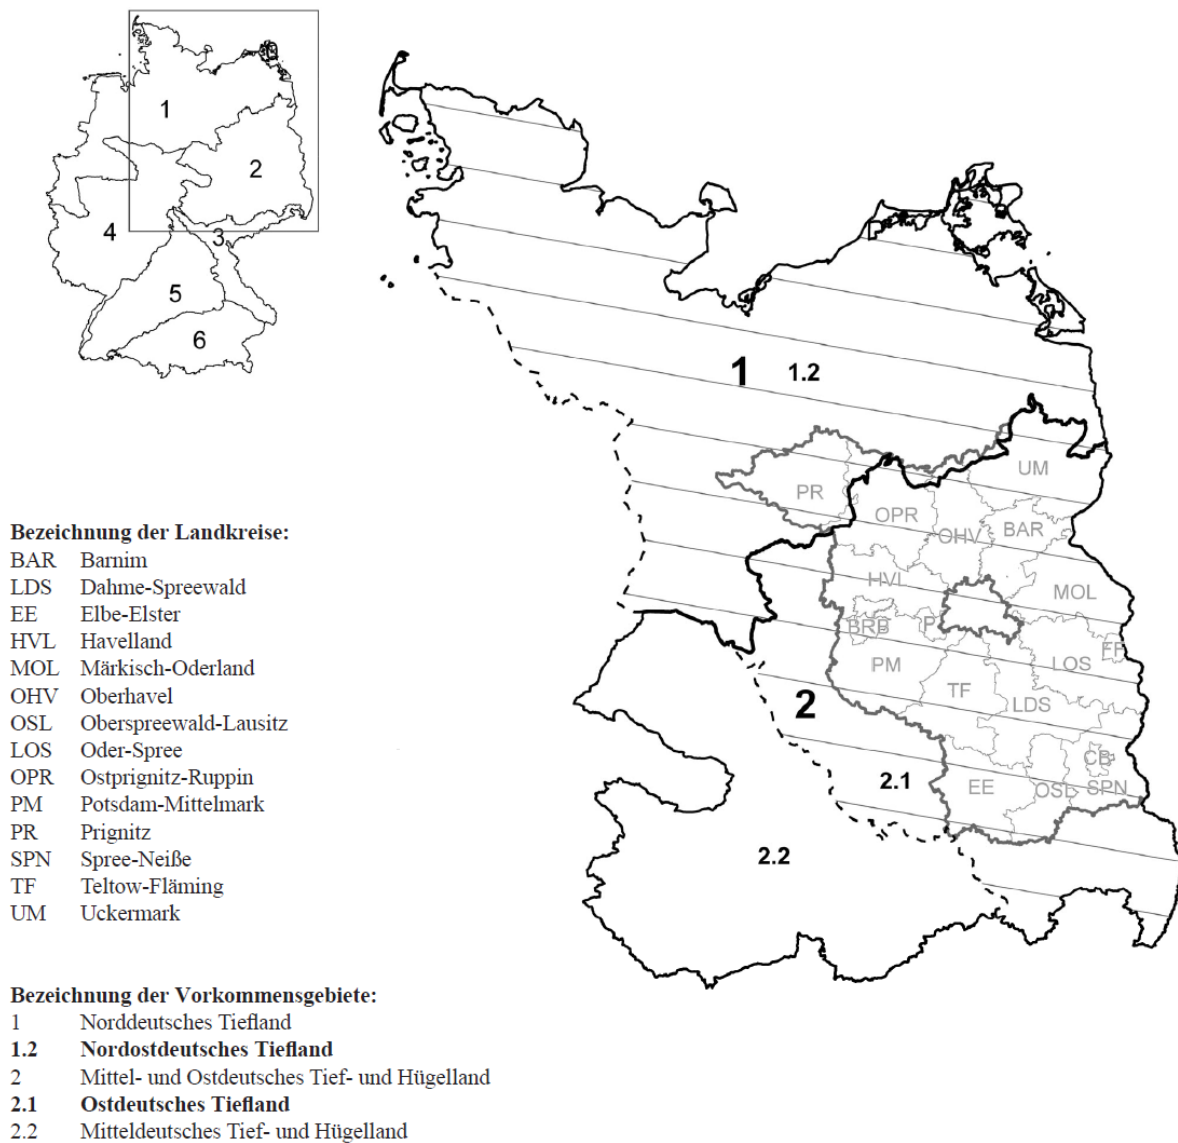 1
2
3
4
5
6
1
1.2
UM
PR
OPR
BAR
OHV
HVL
MOL
BRB
P
FF
PM
LOS
TF
LDS
2
2.1
CB
EE
OSL
SPN
2.2
Bezeichnung der Landkreise:
BAR Barnim
LDS Dahme-Spreewald
EE Elbe-Elster
HVL Havelland
MOL Märkisch-Oderland
OHV Oberhavel
OSL Oberspreewald-Lausitz
LOS Oder-Spree
OPR Ostprignitz-Ruppin
PM Potsdam-Mittelmark
PR Prignitz
SPN Spree-Neiße
TF Teltow-Fläming
UM Uckermark
Bezeichnung der Vorkommensgebiete:
1 Norddeutsches Tiefland
1.2 Nordostdeutsches Tiefland
2 Mittel- und Ostdeutsches Tief- und Hügelland
2.1 Ostdeutsches Tiefland
2.2 Mitteldeutsches Tief- und Hügelland